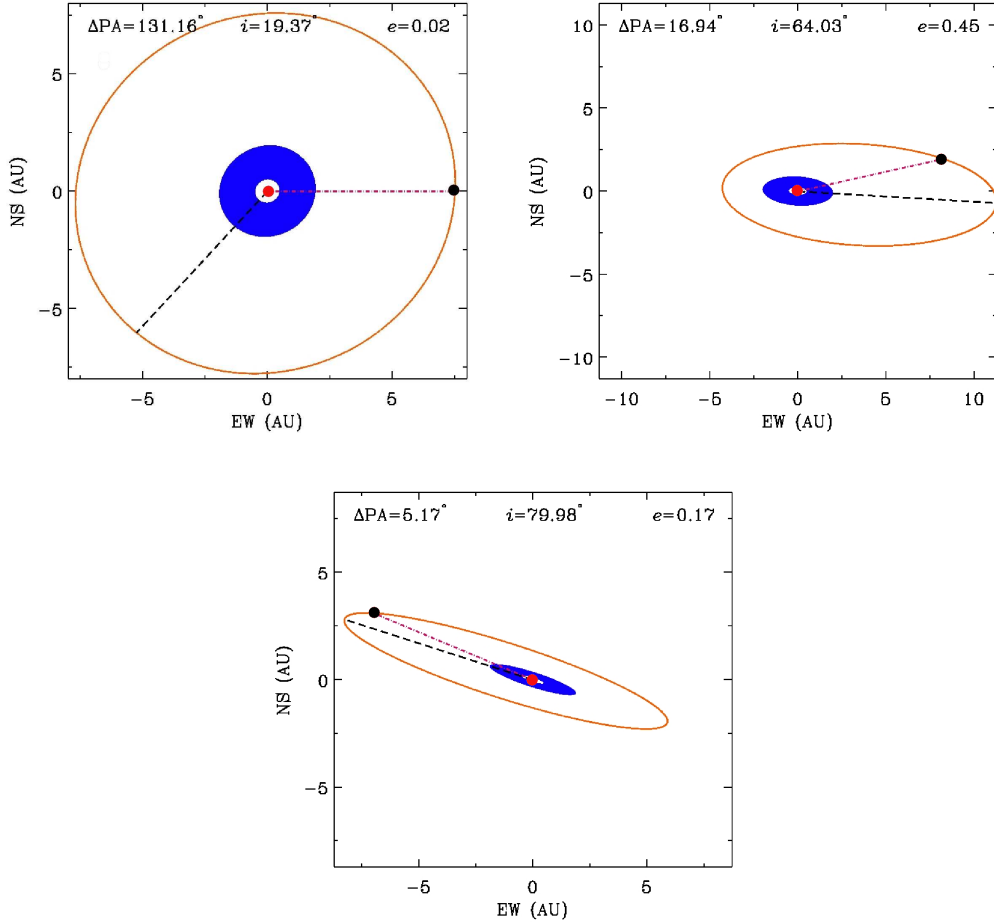 ΔPA=131.16° i=19.37° e=0.02
5
0
−5
NS (AU)
−5 0 5
EW (AU)
ΔPA=16.94° i=64.03° e=0.45
10
5
0
−5
−10
NS (AU)
−10 −5 0 5 10
EW (AU)
ΔPA=5.17° i=79.98° e=0.17
5
0
−5
NS (AU)
−5 0 5
EW (AU)